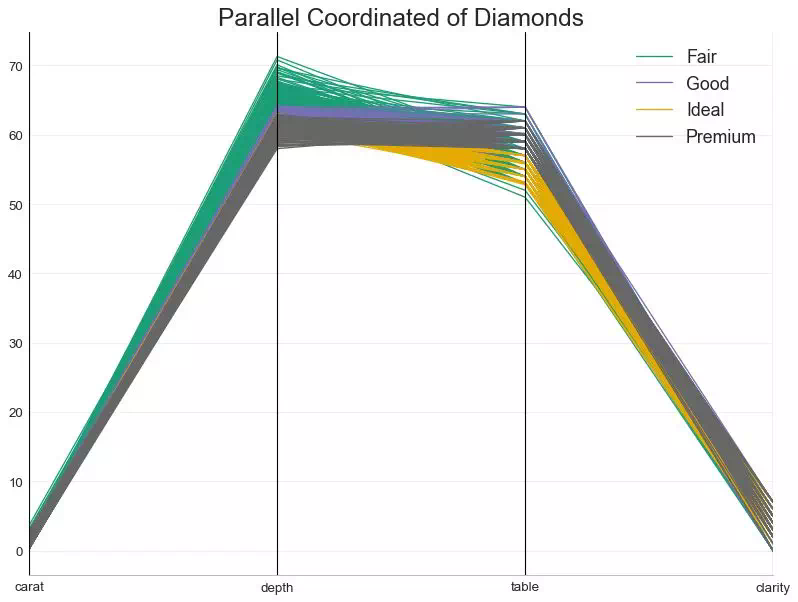 Parallel Coordinated of Diamonds
Fair
Good
Ideal
Premium
70
60
50
40
30
20
10
0
carat depth table clarity